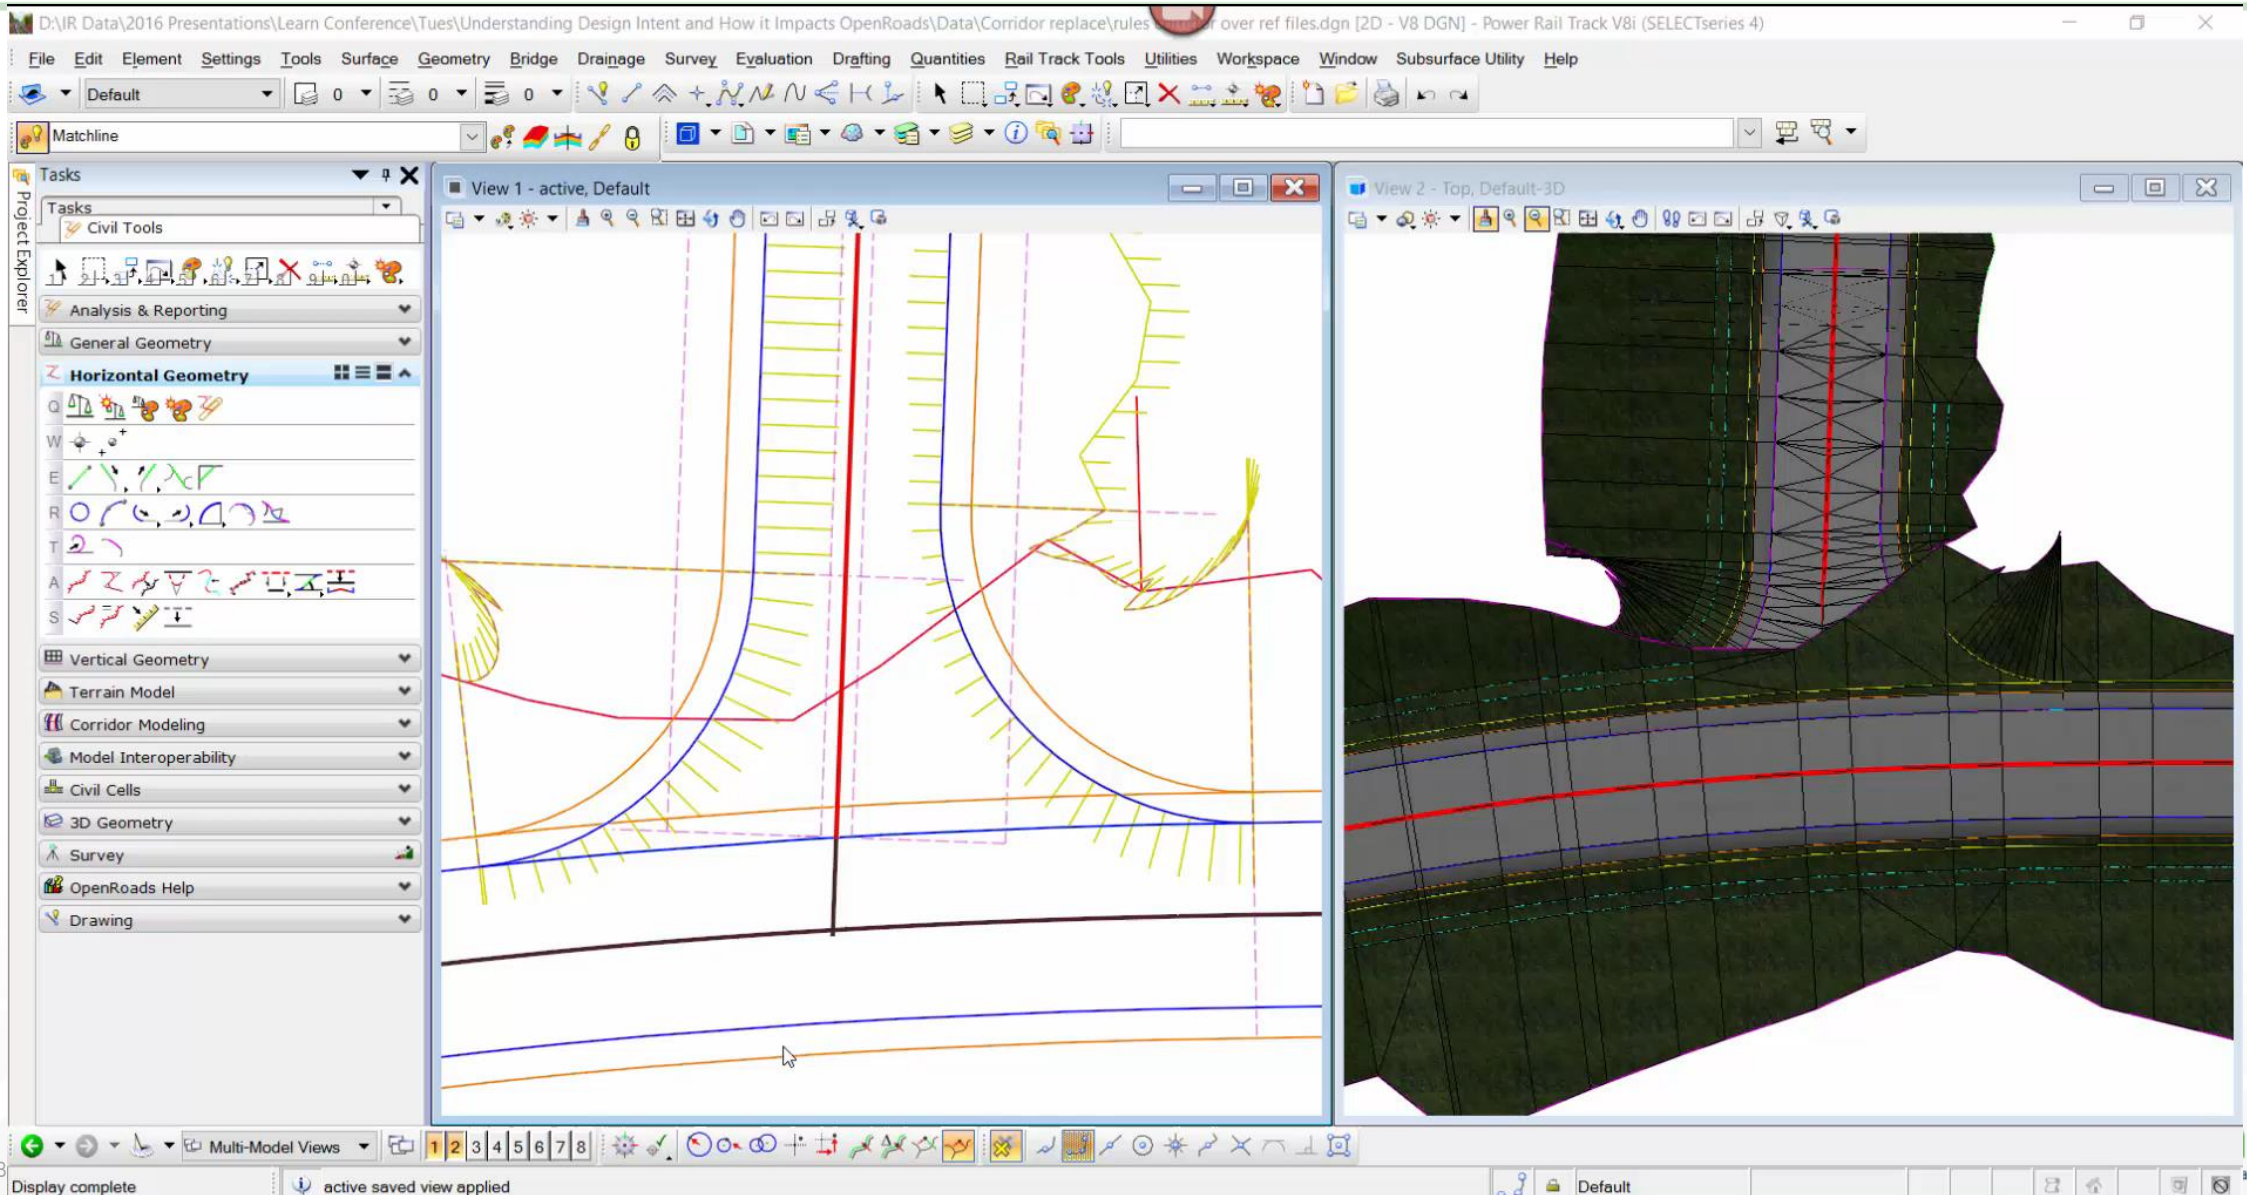 D:\IR Data\2016 Presentations\Learn Conference\Tues\Understanding Design Intent and How it Impacts OpenRoads\Data\Corridor replace\rules over ref files.dgn [2D - V8 DGN] - Power Rail Track V8i (SELECTseries 4)
File Edit Element Settings Tools Surface Geometry Bridge Drainage Survey Evaluation Drafting Quantities Rail Track Tools Utilities Workspace Window Subsurface Utility Help
Default 0 0 0
Matchline
Project Explorer
Tasks
Tasks
Civil Tools
Analysis & Reporting
General Geometry
Horizontal Geometry
Q
W
E
R
T
A
S
Vertical Geometry
Terrain Model
Corridor Modeling
Model Interoperability
Civil Cells
3D Geometry
Survey
OpenRoads Help
Drawing
View 1 - active, Default
View 2 - Top, Default-3D
Multi-Model Views 1 2 3 4 5 6 7 8
Display complete active saved view applied Default